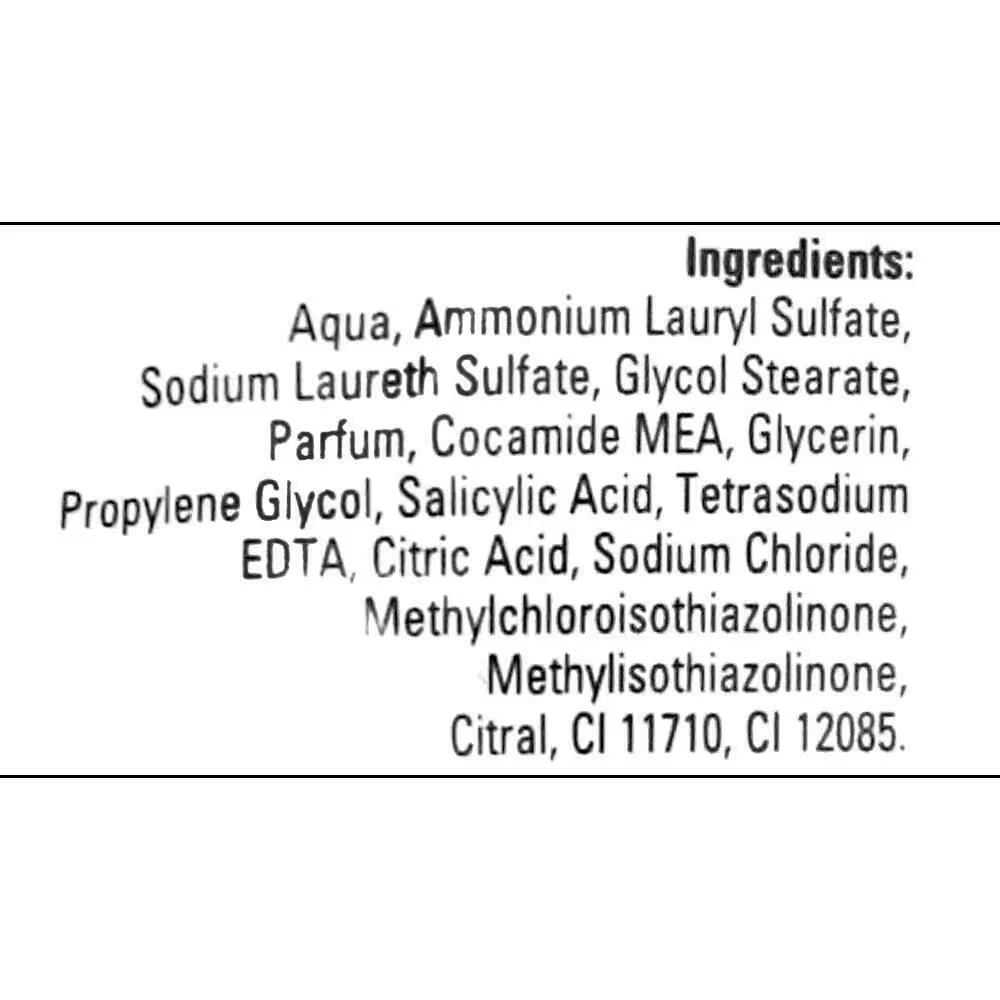 Ingredients:
Aqua, Ammonium Lauryl Sulfate,
Sodium Laureth Sulfate, Glycol Stearate,
Parfum, Cocamide MEA, Glycerin,
Propylene Glycol, Salicylic Acid, Tetrasodium
EDTA, Citric Acid, Sodium Chloride,
Methylchloroisothiazolinone,
Methylisothiazolinone,
Citral, CI 11710, CI 12085.